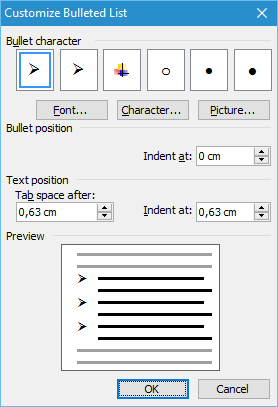 Customize Bulleted List
Bullet character
Font... Character... Picture...
Bullet position
Indent at: 0 cm
Text position
Tab space after:
0,63 cm Indent at: 0,63 cm
Preview
OK Cancel